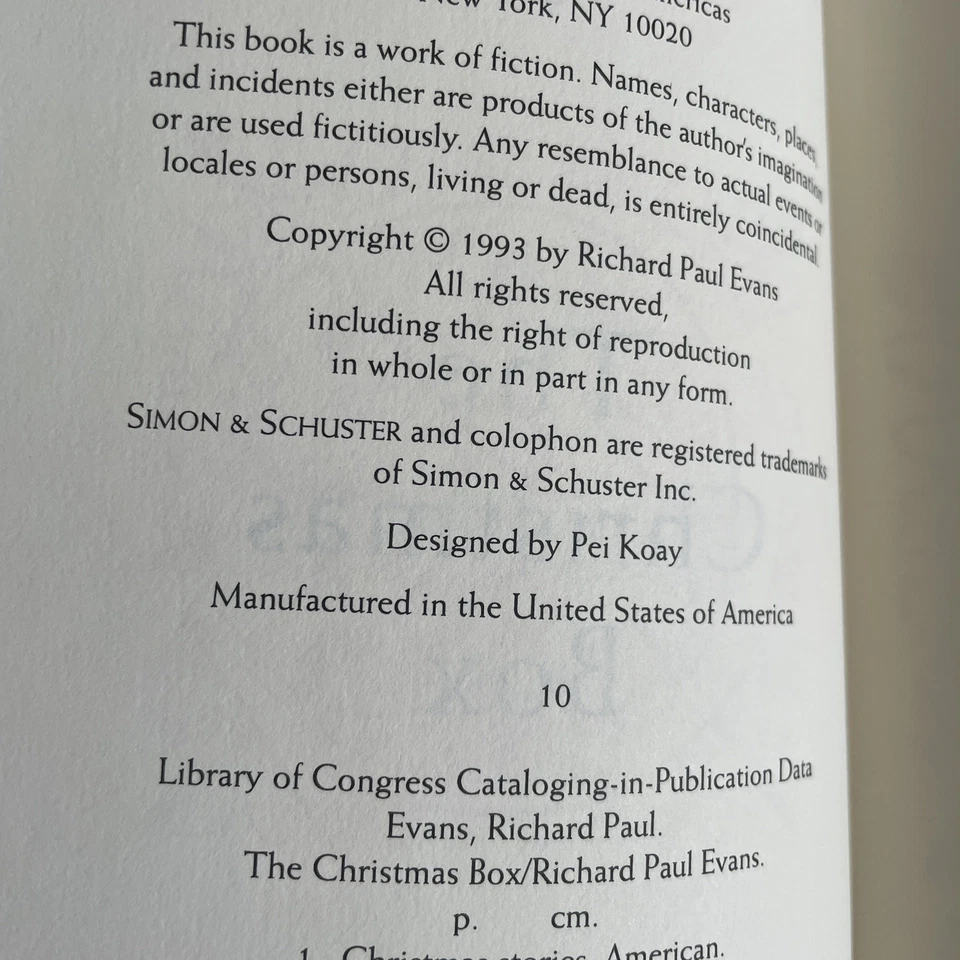 York, NY 10020
This book is a work of fiction. Names, characters, places,
and incidents either are products of the author's imagination
or are used fictitiously. Any resemblance to actual events or
locales or persons, living or dead, is entirely coincidental.
Copyright © 1993 by Richard Paul Evans
All rights reserved,
including the right of reproduction
in whole or in part in any form.
SIMON & SCHUSTER and colophon are registered trademarks
of Simon & Schuster Inc.
Designed by Pei Koay
Manufactured in the United States of America
10
Library of Congress Cataloging-in-Publication Data
Evans, Richard Paul.
The Christmas Box/Richard Paul Evans.
p. cm.
1. Christmas stories, American.